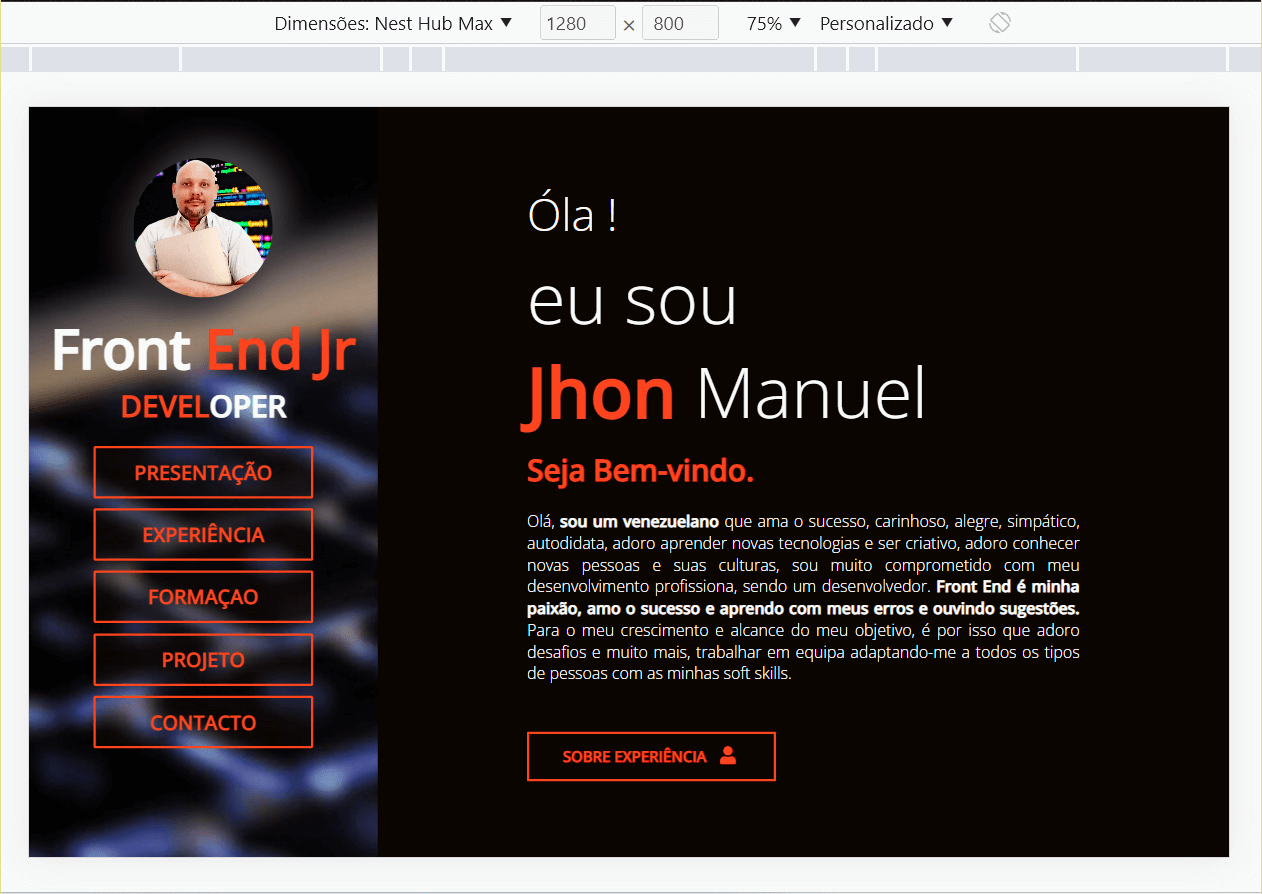 Dimensões: Nest Hub Max ▼ 1280 × 800 75% ▼ Personalizado ▼
Front End Jr
DEVELOPER
PRESENTAÇÃO
EXPERIÊNCIA
FORMAÇAO
PROJETO
CONTACTO
Óla !
eu sou
Jhon Manuel
Seja Bem-vindo.
Olá, sou um venezuelano que ama o sucesso, carinhoso, alegre, simpático,
autodidata, adoro aprender novas tecnologias e ser criativo, adoro conhecer
novas pessoas e suas culturas, sou muito comprometido com meu
desenvolvimento profissiona, sendo um desenvolvedor. Front End é minha
paixão, amo o sucesso e aprendo com meus erros e ouvindo sugestões.
Para o meu crescimento e alcance do meu objetivo, é por isso que adoro
desafios e muito mais, trabalhar em equipa adaptando-me a todos os tipos
de pessoas com as minhas soft skills.
SOBRE EXPERIÊNCIA